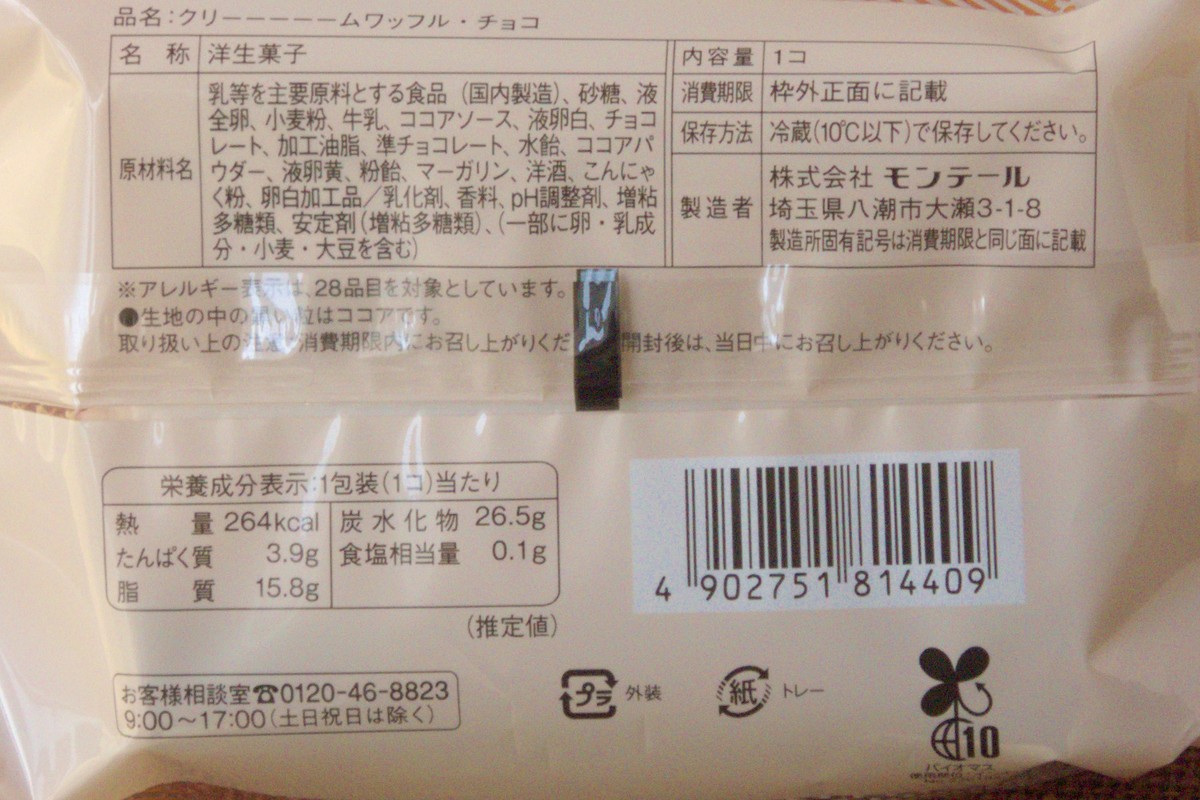 品名：クリーーーーームワッフル・チョコ
名 称 洋生菓子
原材料名
乳等を主要原料とする食品（国内製造）、砂糖、液
全卵、小麦粉、牛乳、ココアソース、液卵白、チョコ
レート、加工油脂、準チョコレート、水飴、ココアパ
ウダー、液卵黄、粉飴、マーガリン、洋酒、こんにゃ
く粉、卵白加工品／乳化剤、香料、pH調整剤、増粘
多糖類、安定剤（増粘多糖類）、（一部に卵・乳成
分・小麦・大豆を含む）
内容量 1コ
消費期限 枠外正面に記載
保存方法 冷蔵（10℃以下）で保存してください。
製造者
株式会社 モンテール
埼玉県八潮市大瀬3-1-8
製造所固有記号は消費期限と同じ面に記載
※アレルギー表示は、28品目を対象としています。
●生地の中の黒い粒はココアです。
取り扱い上の注意 消費期限内にお召し上がりくだ 開封後は、当日中にお召し上がりください。
栄養成分表示：1包装（1コ）当たり
熱 量 264kcal 炭水化物 26.5g
たんぱく質 3.9g 食塩相当量 0.1g
脂 質 15.8g
（推定値）
4 902751 814409
お客様相談室☎0120-46-8823
9:00～17:00（土日祝日は除く）
プラ 外装
紙 トレー
10
バイオマス